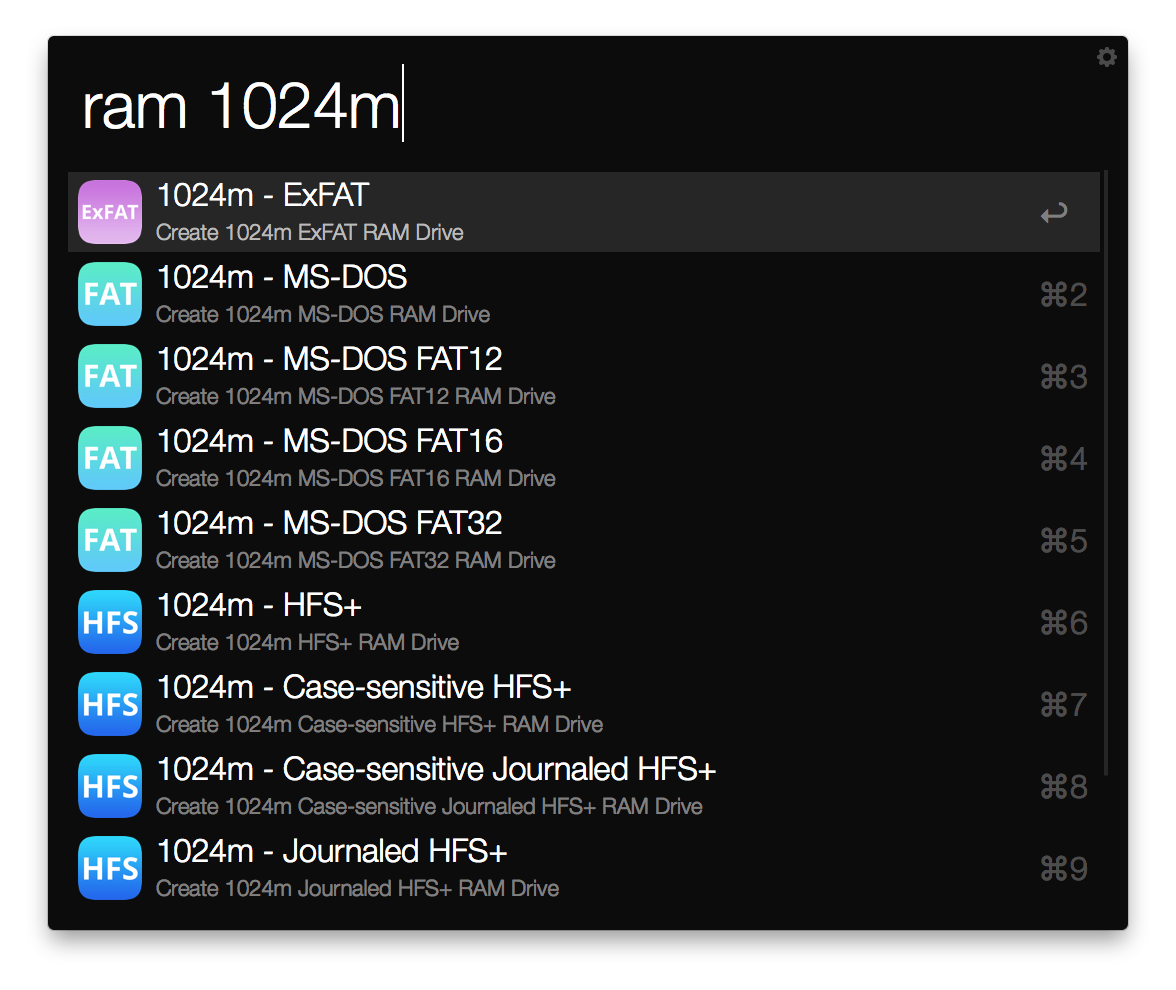 ram 1024m
ExFAT
1024m - ExFAT
Create 1024m ExFAT RAM Drive
FAT
1024m - MS-DOS
⌘2
Create 1024m MS-DOS RAM Drive
FAT
1024m - MS-DOS FAT12
⌘3
Create 1024m MS-DOS FAT12 RAM Drive
FAT
1024m - MS-DOS FAT16
⌘4
Create 1024m MS-DOS FAT16 RAM Drive
FAT
1024m - MS-DOS FAT32
⌘5
Create 1024m MS-DOS FAT32 RAM Drive
HFS
1024m - HFS+
⌘6
Create 1024m HFS+ RAM Drive
HFS
1024m - Case-sensitive HFS+
⌘7
Create 1024m Case-sensitive HFS+ RAM Drive
HFS
1024m - Case-sensitive Journaled HFS+
⌘8
Create 1024m Case-sensitive Journaled HFS+ RAM Drive
HFS
1024m - Journaled HFS+
⌘9
Create 1024m Journaled HFS+ RAM Drive